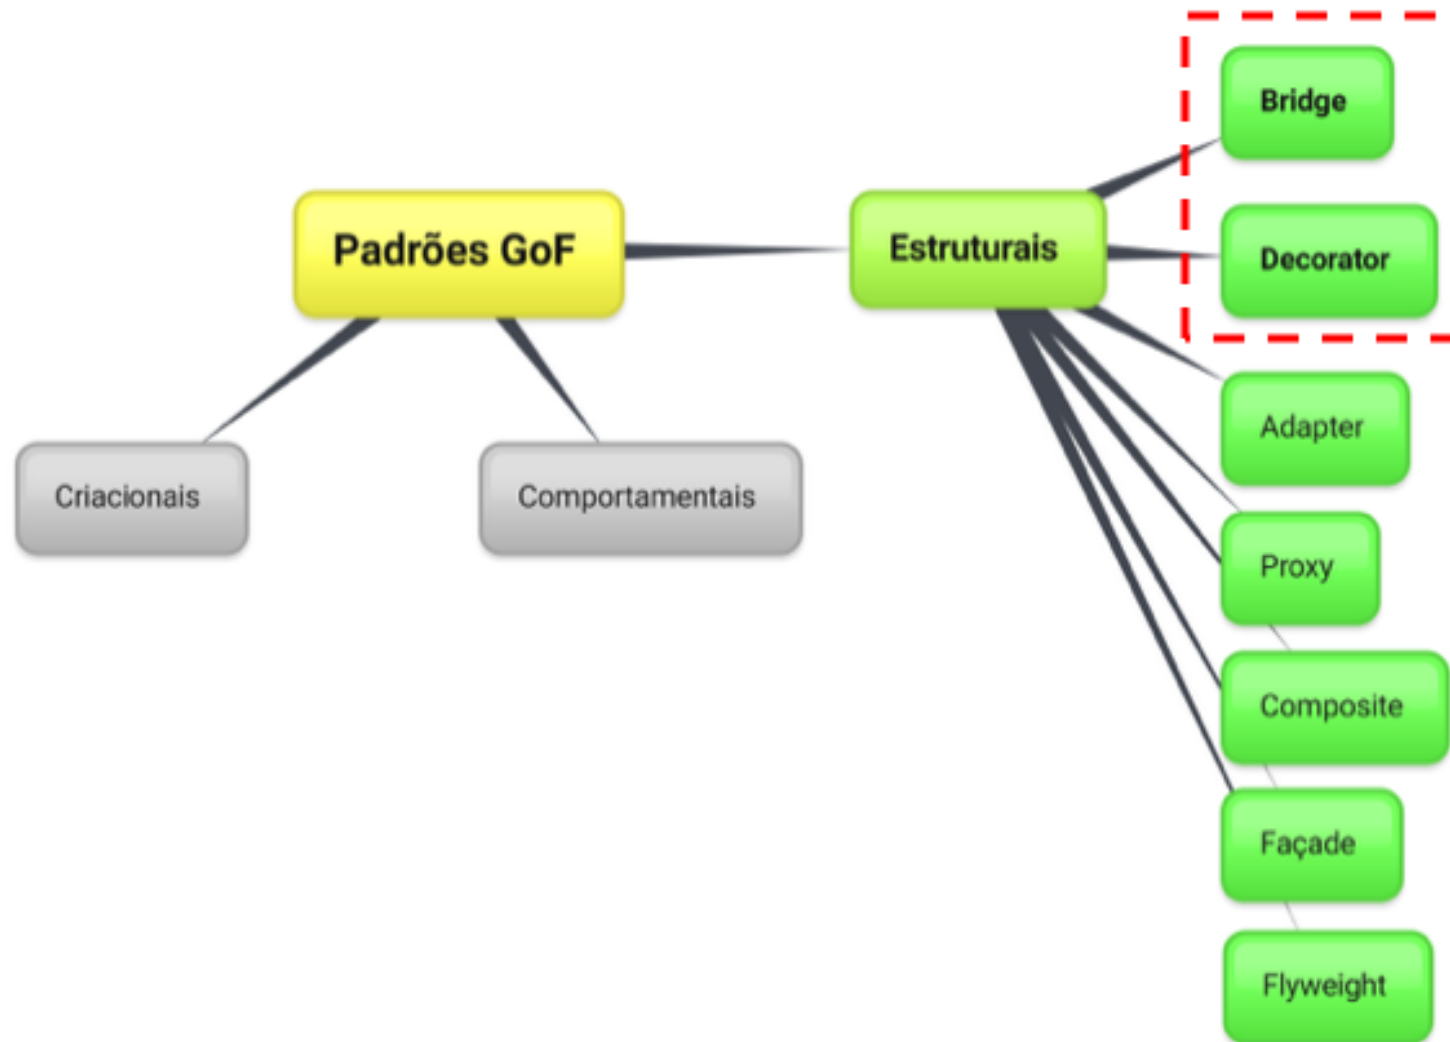 Bridge
Padrões GoF
Estruturais
Decorator
Adapter
Criacionais
Comportamentais
Proxy
Composite
Façade
Flyweight